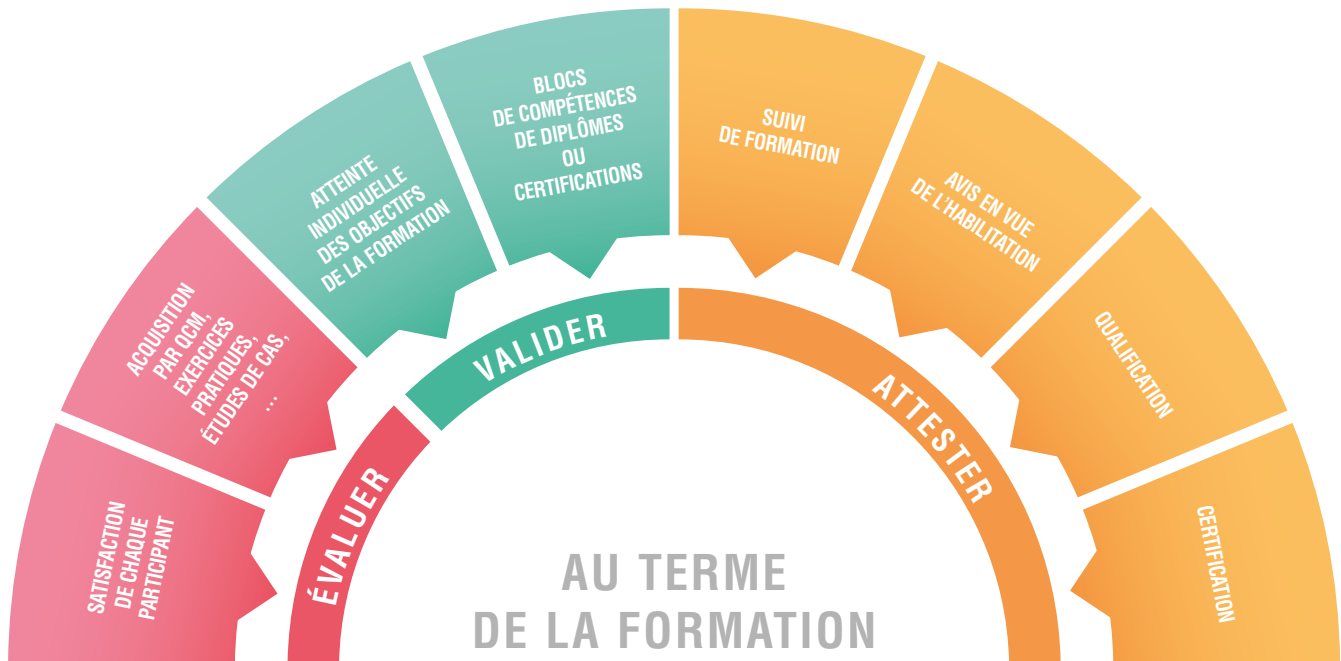 SATISFACTION
DE CHAQUE
PARTICIPANT
ACQUISITION
PAR QCM,
EXERCICES
PRATIQUES,
ÉTUDES DE CAS,
...
ATTEINTE
INDIVIDUELLE
DES OBJECTIFS
DE LA FORMATION
BLOCS
DE COMPÉTENCES
DE DIPLÔMES
OU
CERTIFICATIONS
SUIVI
DE FORMATION
AVIS EN VUE
DE L'HABILITATION
QUALIFICATION
CERTIFICATION
ÉVALUER
VALIDER
ATTESTER
AU TERME
DE LA FORMATION